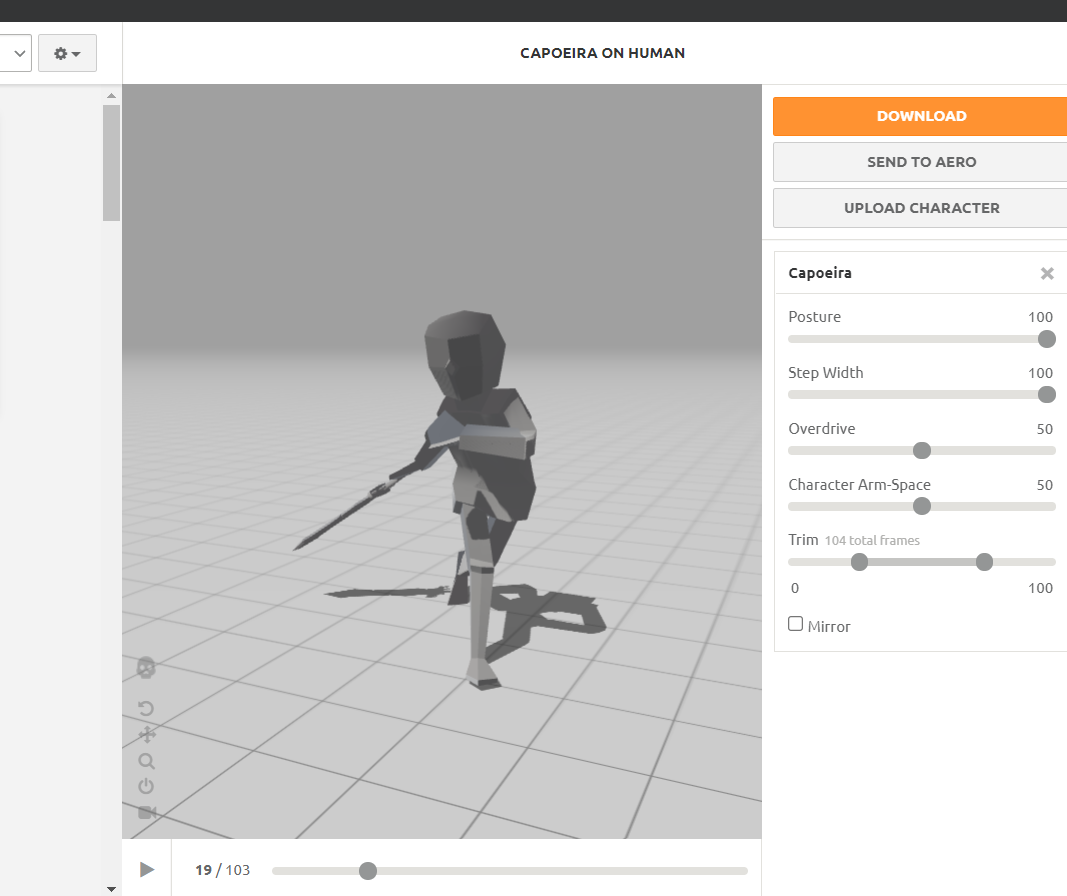 CAPOEIRA ON HUMAN
DOWNLOAD
SEND TO AERO
UPLOAD CHARACTER
Capoeira
Posture 100
Step Width 100
Overdrive 50
Character Arm-Space 50
Trim 104 total frames
0 100
Mirror
19 / 103